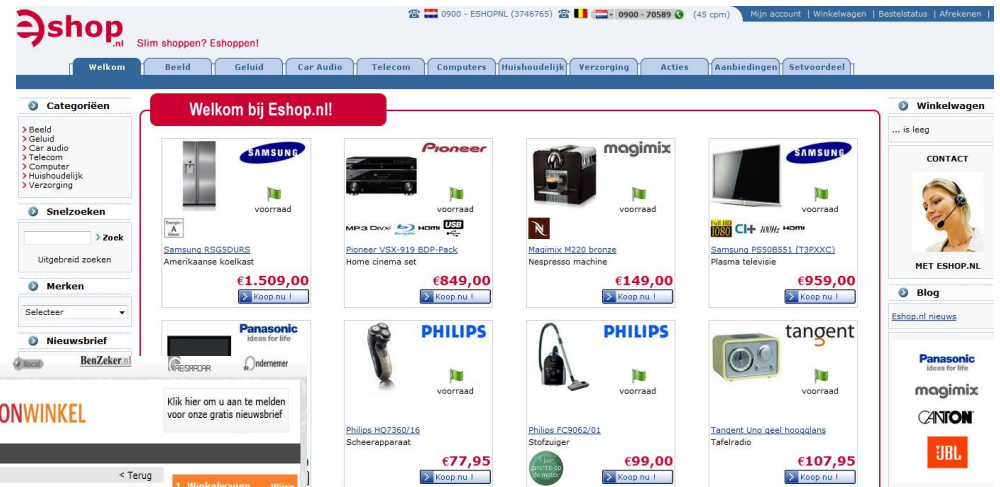 eshop.nl
Slim shoppen? Eshoppen!
0900 - ESHOPNL (3746765) 0900 - 70589 (45 cpm)
Mijn account | Winkelwagen | Bestelstatus | Afrekenen |
Welkom Beeld Geluid Car Audio Telecom Computers Huishoudelijk Verzorging Acties Aanbiedingen Setvoordeel
Categorieën
Beeld
Geluid
Car audio
Telecom
Computer
Huishoudelijk
Verzorging
Snelzoeken
Zoek
Uitgebreid zoeken
Merken
Selecteer
Nieuwsbrief
Welkom bij Eshop.nl!
SAMSUNG
voorraad
Energie
A
Samsung RSG5DURS
Amerikaanse koelkast
€1.509,00
Koop nu !
Pioneer
voorraad
MP3 DivX HDMI USB
Pioneer VSX-919 BDP-Pack
Home cinema set
€849,00
Koop nu !
magimix
voorraad
N
Magimix M220 bronze
Nespresso machine
€149,00
Koop nu !
SAMSUNG
voorraad
Full HD 1080 CI+ 100Hz HDMI
Samsung PS50B551 (T3PXXC)
Plasma televisie
€959,00
Koop nu !
Panasonic
ideas for life
PHILIPS
voorraad
Philips HQ7360/16
Scheerapparaat
€77,95
Koop nu !
PHILIPS
voorraad
Philips FC9062/01
Stofzuiger
5 jaar
garantie op
de motor
€99,00
Koop nu !
tangent
voorraad
Tangent Uno geel hoogglans
Tafelradio
€107,95
Koop nu !
Winkelwagen
... is leeg
CONTACT
MET ESHOP.NL
Blog
Eshop.nl nieuws
Panasonic
ideas for life
magimix
CANTON
JBL
BenZeker.nl
ndernemer
ONWINKEL
Klik hier om u aan te melden
voor onze gratis nieuwsbrief
< Terug
1. Winkelwagen